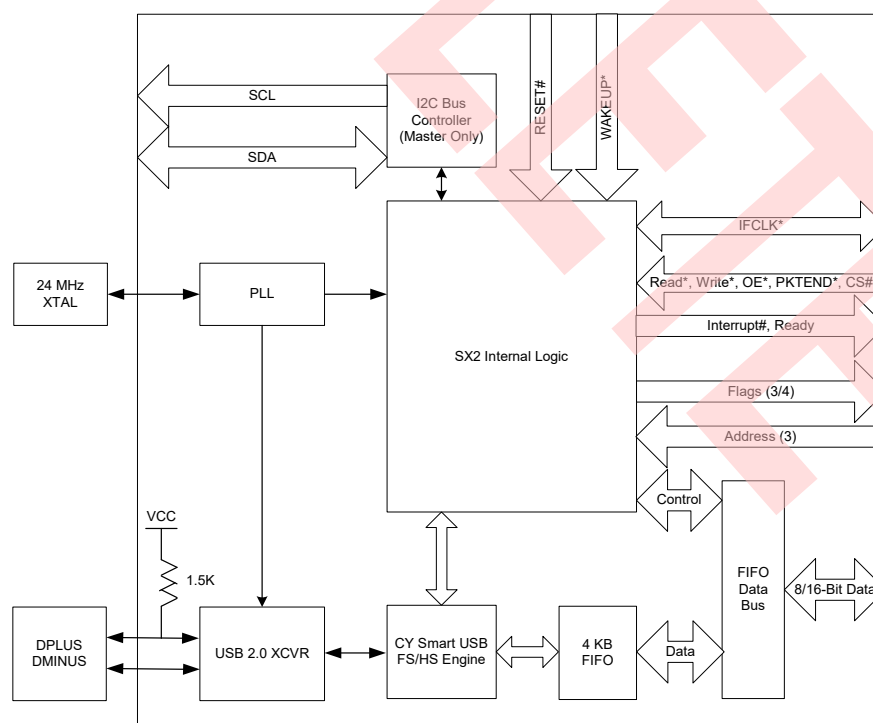 SCL
I2C Bus
Controller
(Master Only)
SDA
RESET#
WAKEUP*
IFCLK*
24 MHz
XTAL
PLL
Read*, Write*, OE*, PKTEND*, CS#
Interrupt#, Ready
SX2 Internal Logic
Flags (3/4)
Address (3)
Control
VCC
1.5K
FIFO
Data
Bus
8/16-Bit Data
DPLUS
DMINUS
USB 2.0 XCVR
CY Smart USB
FS/HS Engine
4 KB
FIFO
Data